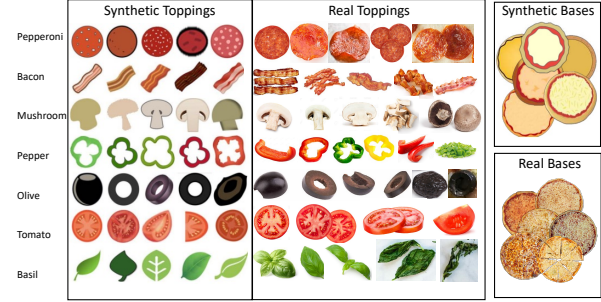 Synthetic Toppings
Real Toppings
Synthetic Bases
Pepperoni
Bacon
Mushroom
Pepper
Olive
Tomato
Basil
Real Bases